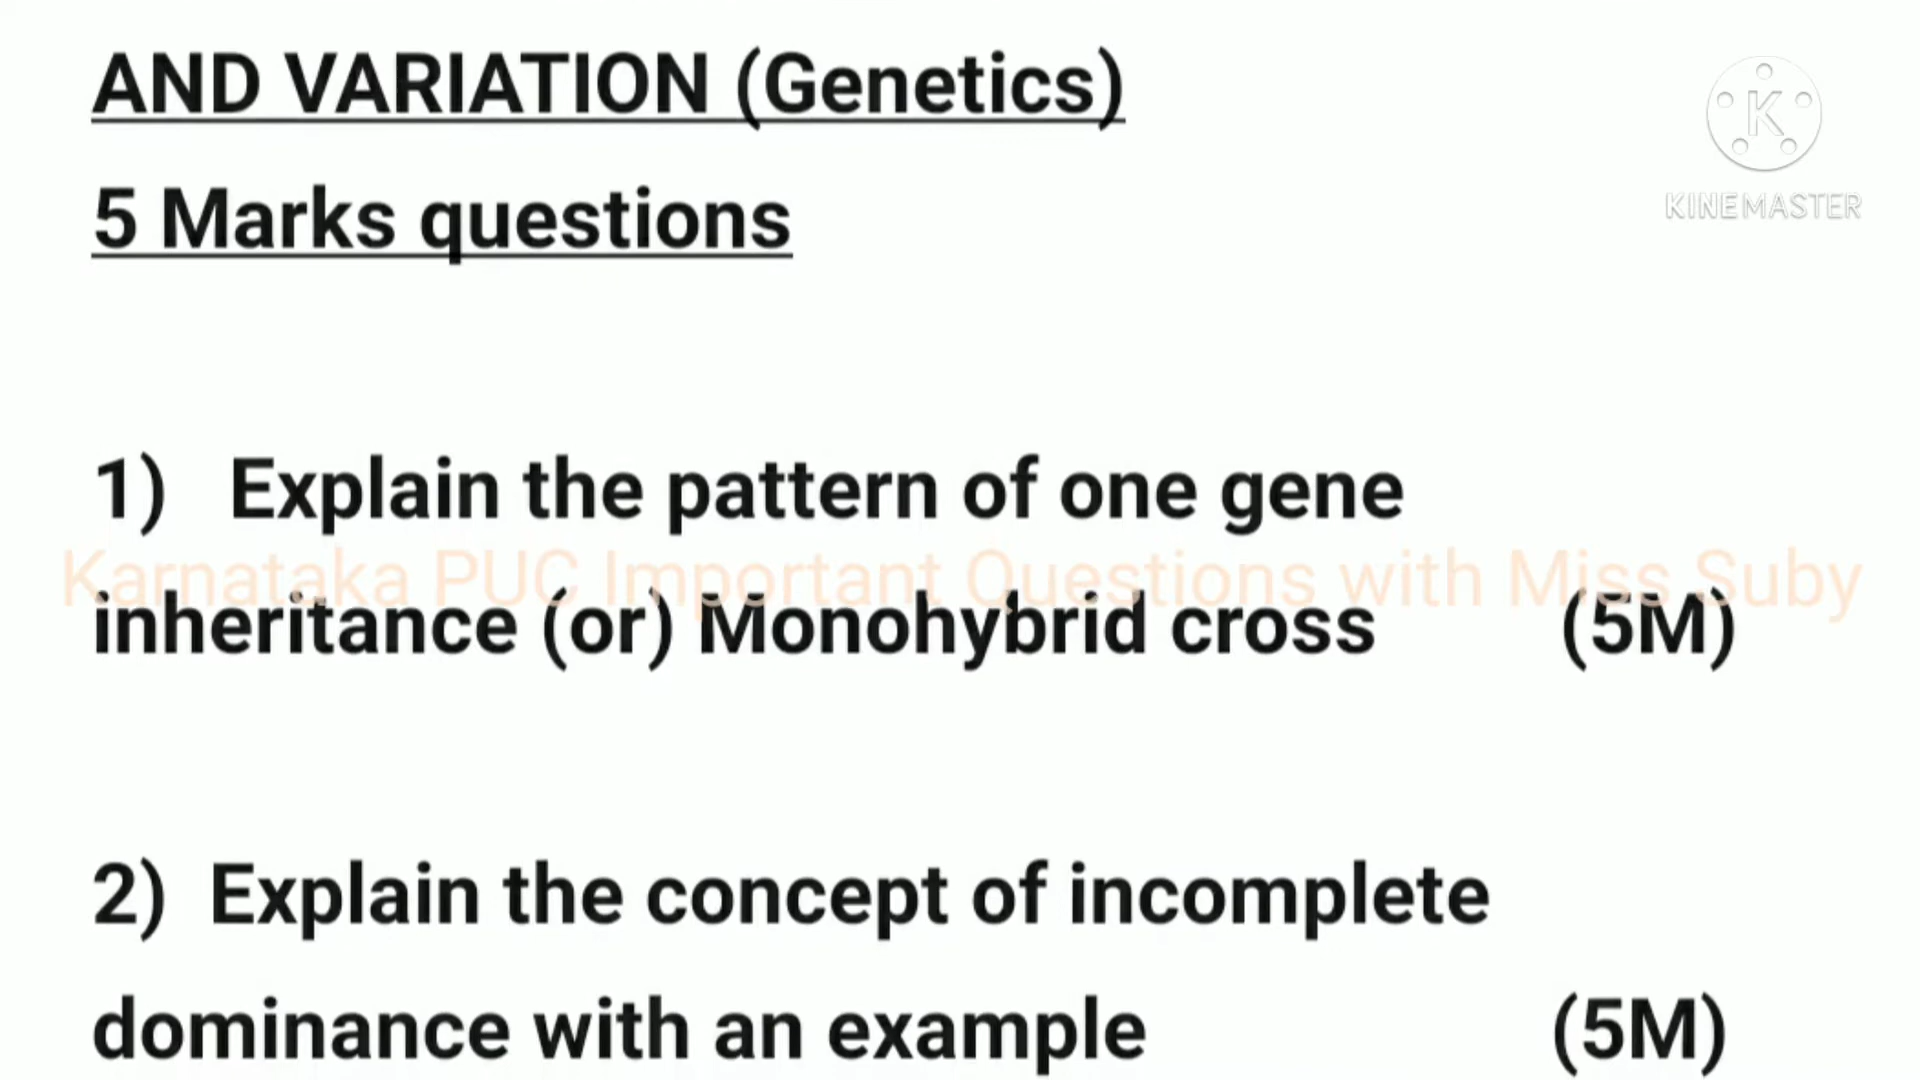 AND VARIATION (Genetics)
K
KINEMASTER
5 Marks questions
1) Explain the pattern of one gene
Karnataka PUC Important Questions with Miss Suby
inheritance (or) Monohybrid cross (5M)
2) Explain the concept of incomplete
dominance with an example (5M)